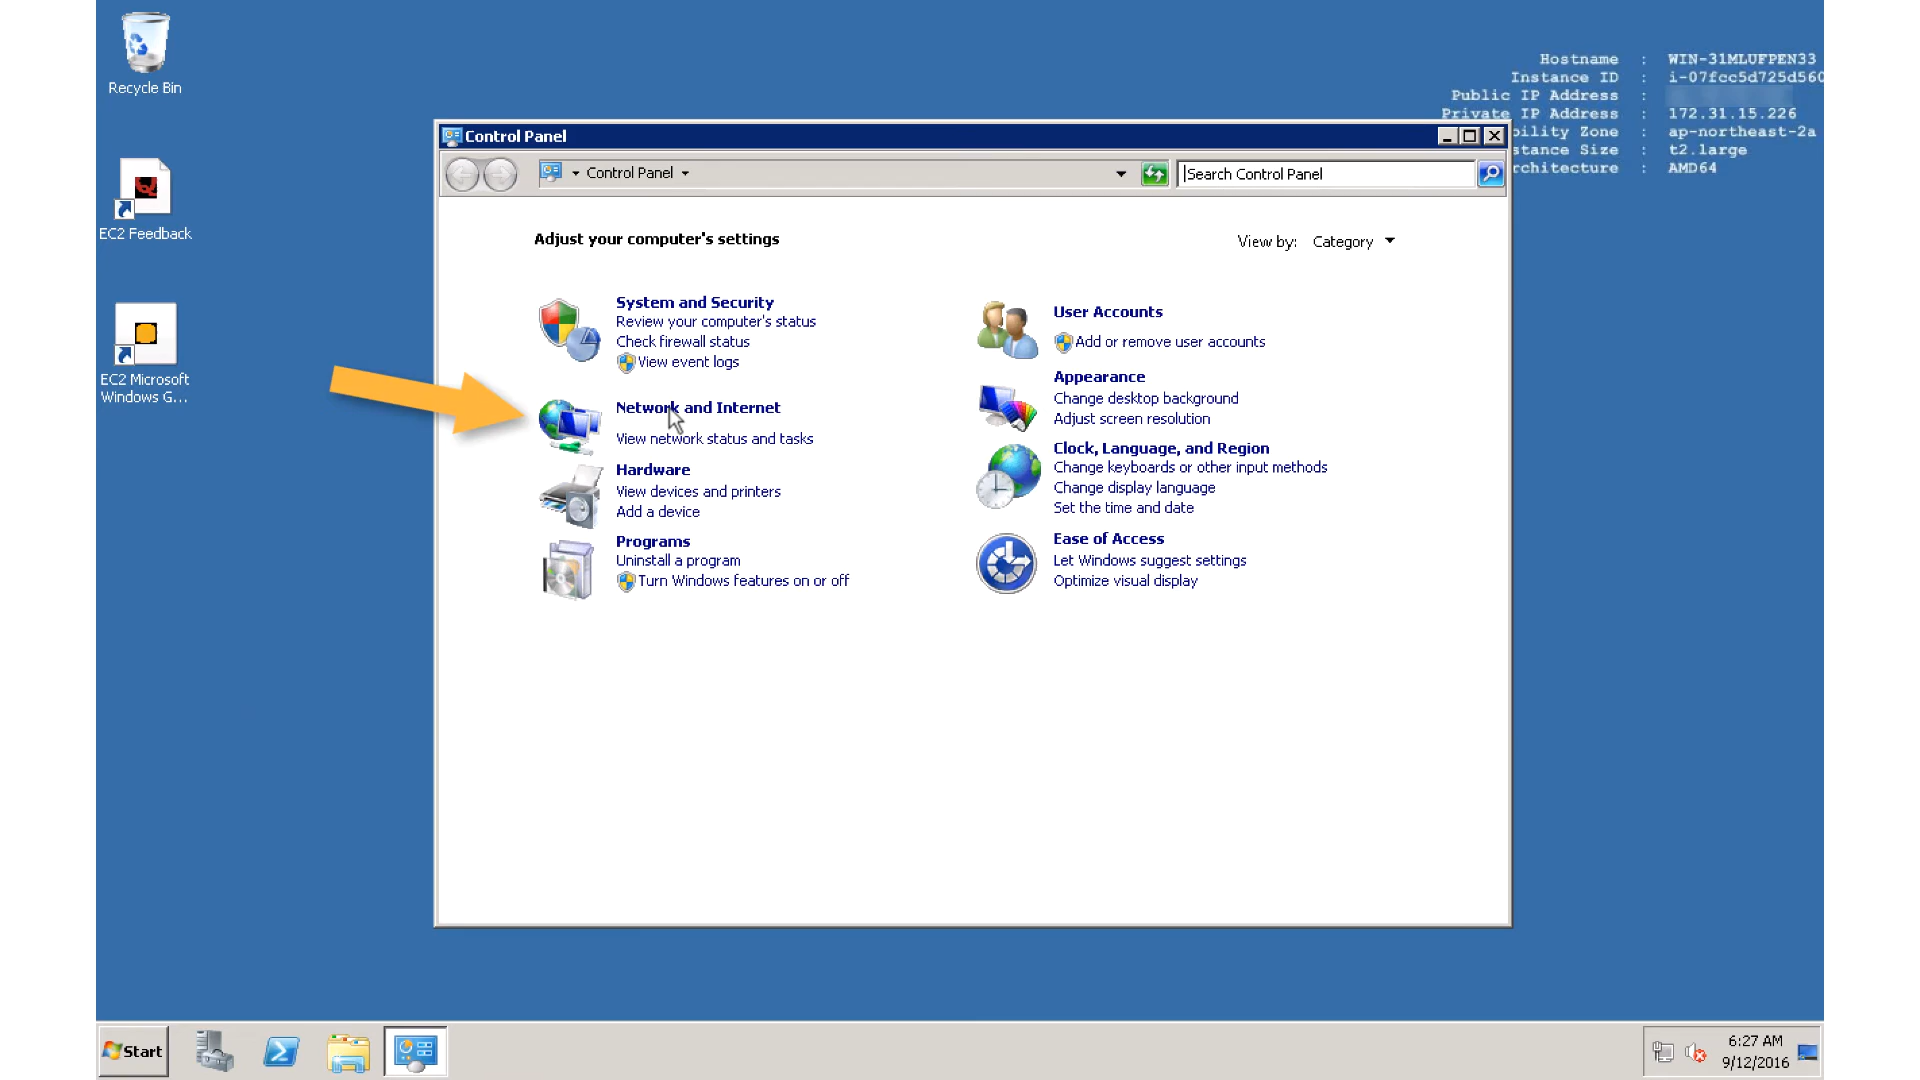 Recycle Bin
EC2 Feedback
EC2 Microsoft
Windows G...
Hostname : WIN-31MLUFPEN33
Instance ID : i-07fcc5d725d560
Public IP Address :
Private IP Address : 172.31.15.226
bility Zone : ap-northeast-2a
stance Size : t2.large
rchitecture : AMD64
Control Panel
Control Panel
Search Control Panel
Adjust your computer's settings
View by: Category
System and Security
Review your computer's status
Check firewall status
View event logs
Network and Internet
View network status and tasks
Hardware
View devices and printers
Add a device
Programs
Uninstall a program
Turn Windows features on or off
User Accounts
Add or remove user accounts
Appearance
Change desktop background
Adjust screen resolution
Clock, Language, and Region
Change keyboards or other input methods
Change display language
Set the time and date
Ease of Access
Let Windows suggest settings
Optimize visual display
Start
6:27 AM
9/12/2016